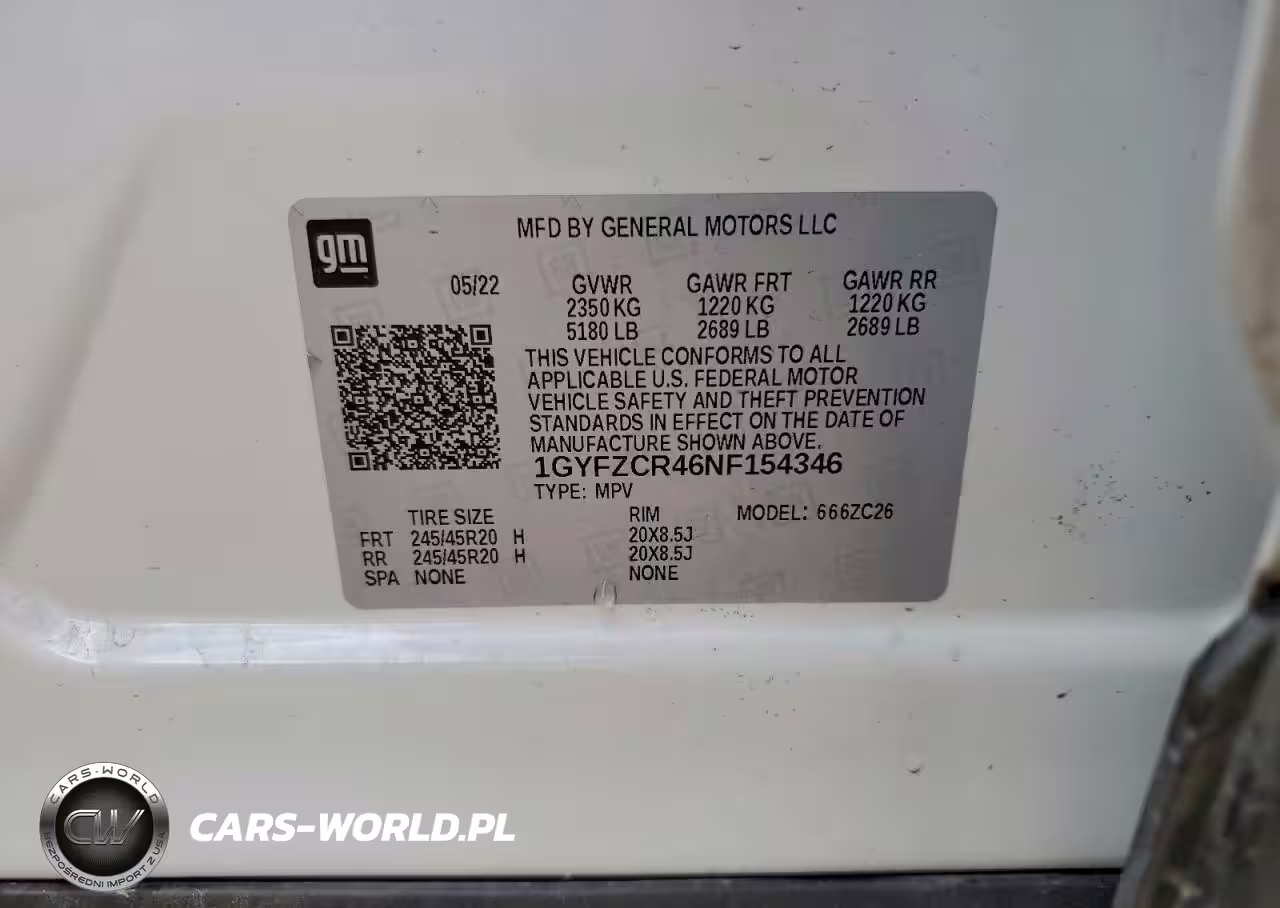 gm
MFD BY GENERAL MOTORS LLC
05/22 GVWR GAWR FRT GAWR RR
2350 KG 1220 KG 1220 KG
5180 LB 2689 LB 2689 LB
THIS VEHICLE CONFORMS TO ALL
APPLICABLE U.S. FEDERAL MOTOR
VEHICLE SAFETY AND THEFT PREVENTION
STANDARDS IN EFFECT ON THE DATE OF
MANUFACTURE SHOWN ABOVE.
1GYFZCR46NF154346
TYPE: MPV
TIRE SIZE RIM MODEL: 666ZC26
FRT 245/45R20 H 20X8.5J
RR 245/45R20 H 20X8.5J
SPA NONE NONE
CARS-WORLD
CW
BEZPOŚREDNI IMPORT Z USA
CARS-WORLD.PL